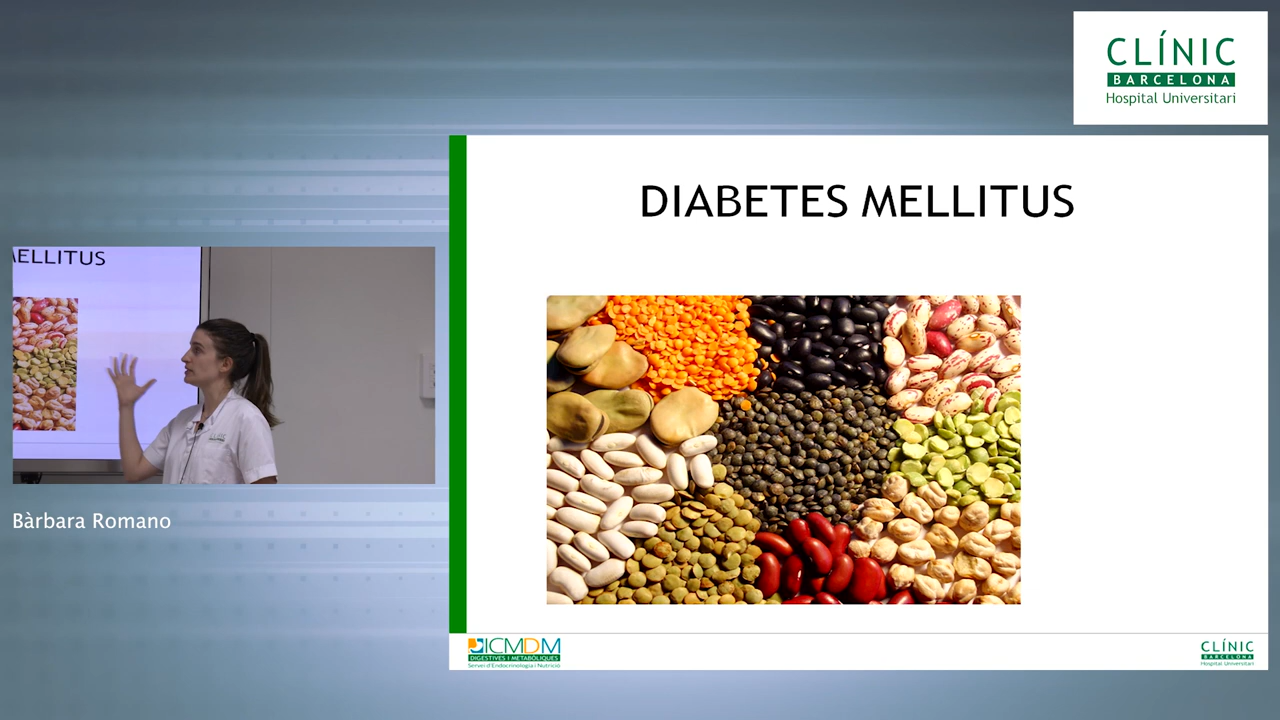 CLÍNIC
BARCELONA
Hospital Universitari
DIABETES MELLITUS
MELLITUS
CLÍNIC
Bàrbara Romano
ICMDM
DIGESTIVES I METABÒLIQUES
Servei d'Endocrinologia i Nutrició
CLÍNIC
BARCELONA
Hospital Universitari